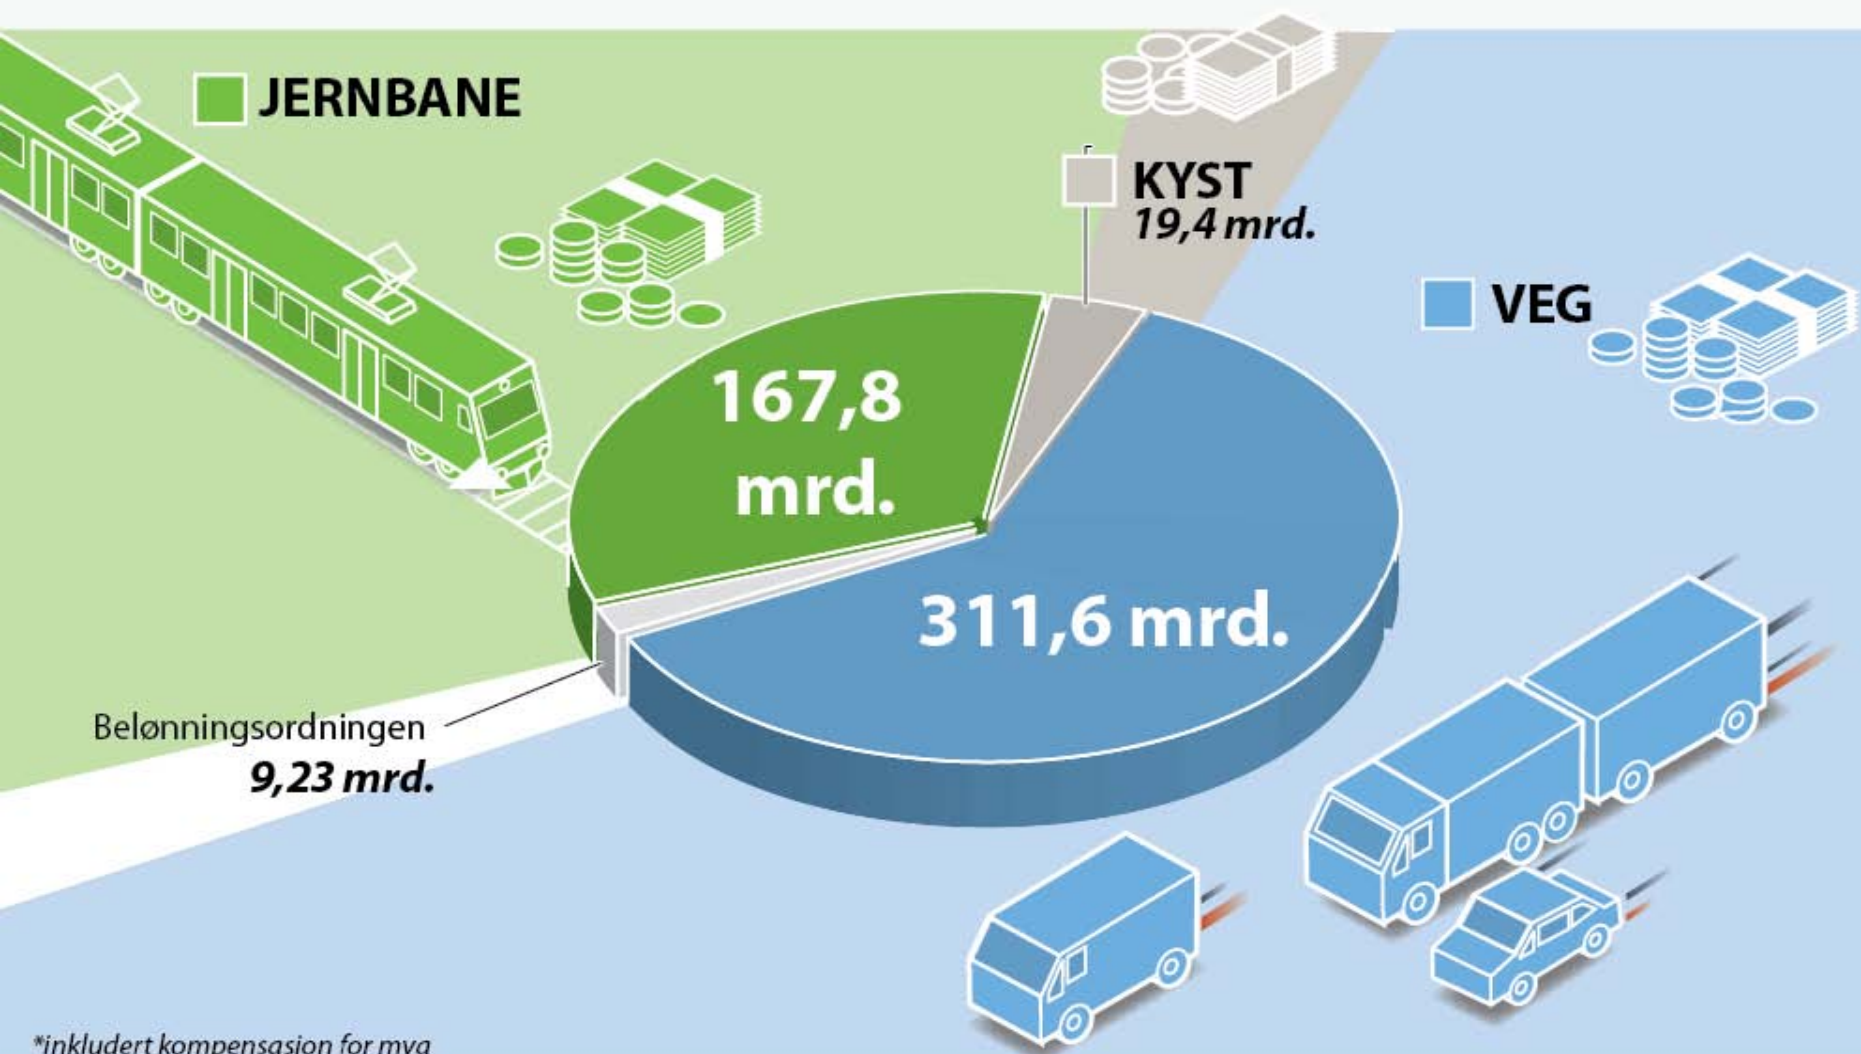 JERNBANE
KYST
19,4 mrd.
VEG
167,8
mrd.
311,6 mrd.
Belønningsordningen
9,23 mrd.
*inkludert kompensasjon for mva